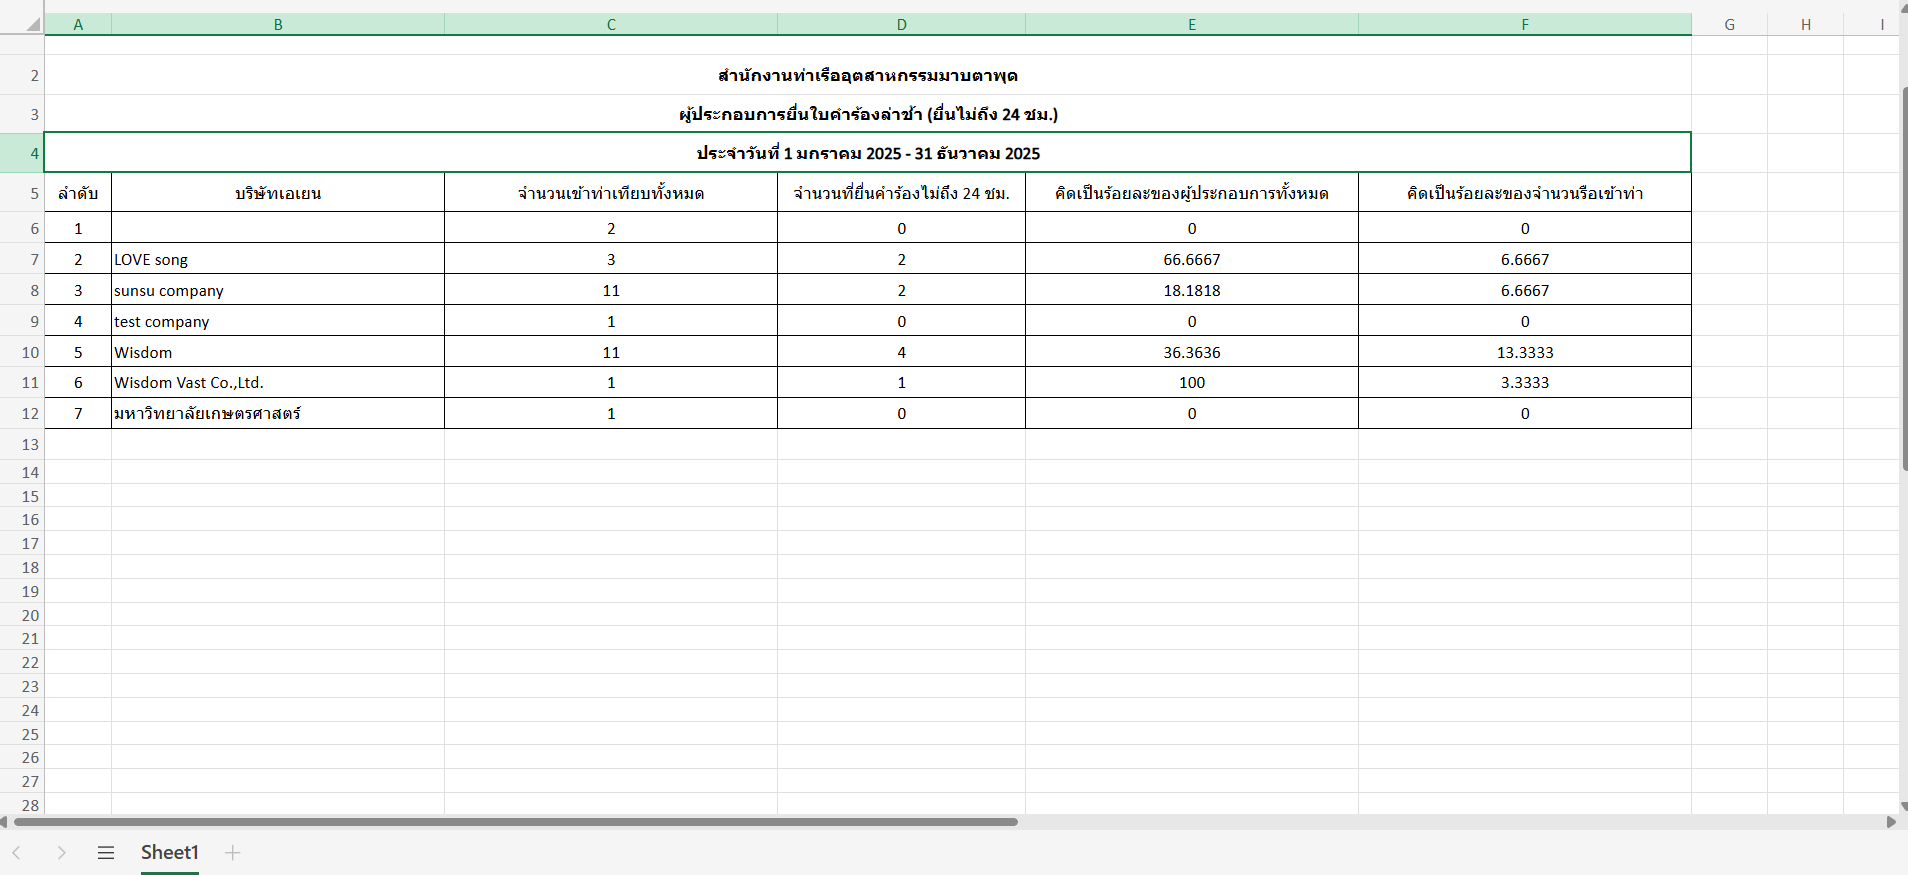 A B C D E F G H I
2 สำนักงานท่าเรืออุตสาหกรรมมาบตาพุด
3 ผู้ประกอบการยื่นใบคำร้องล่าช้า (ยื่นไม่ถึง 24 ชม.)
4 ประจำวันที่ 1 มกราคม 2025 - 31 ธันวาคม 2025
5 ลำดับ บริษัทเอเยน จำนวนเข้าท่าเทียบทั้งหมด จำนวนที่ยื่นคำร้องไม่ถึง 24 ชม. คิดเป็นร้อยละของผู้ประกอบการทั้งหมด คิดเป็นร้อยละของจำนวนรือเข้าท่า
6 1 2 0 0 0
7 2 LOVE song 3 2 66.6667 6.6667
8 3 sunsu company 11 2 18.1818 6.6667
9 4 test company 1 0 0 0
10 5 Wisdom 11 4 36.3636 13.3333
11 6 Wisdom Vast Co.,Ltd. 1 1 100 3.3333
12 7 มหาวิทยาลัยเกษตรศาสตร์ 1 0 0 0
13
14
15
16
17
18
19
20
21
22
23
24
25
26
27
28
Sheet1